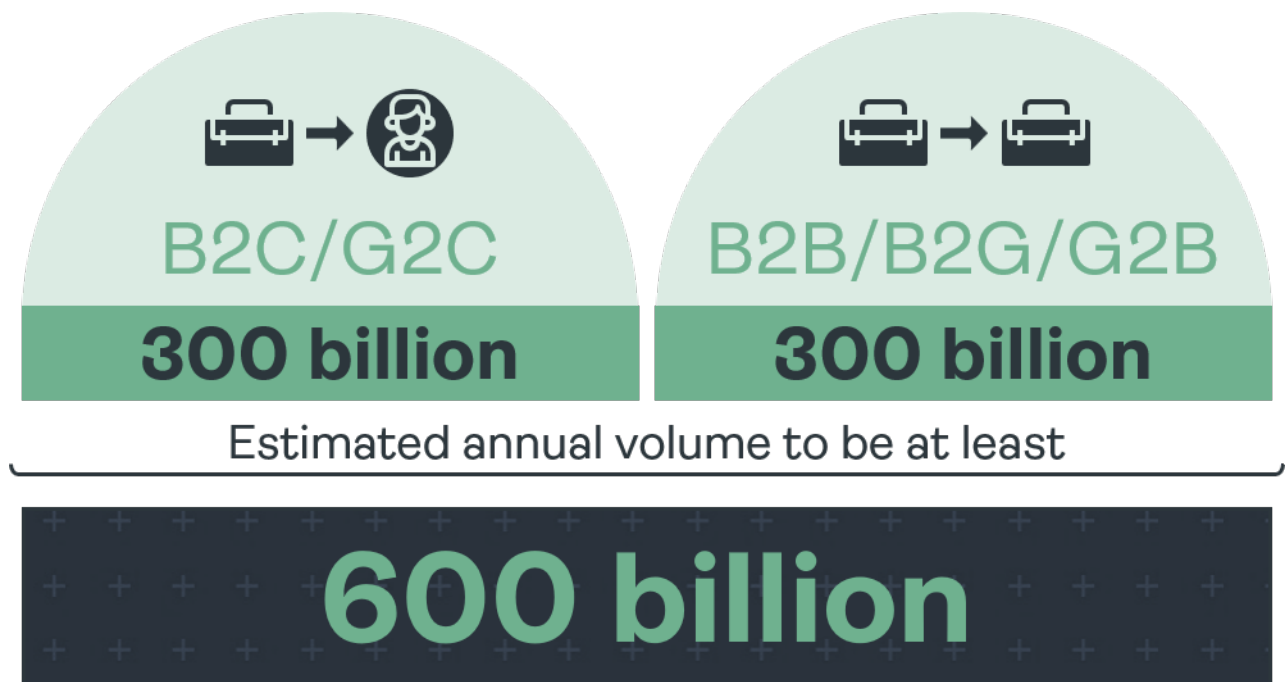 B2C/G2C
300 billion
B2B/B2G/G2B
300 billion
Estimated annual volume to be at least
600 billion